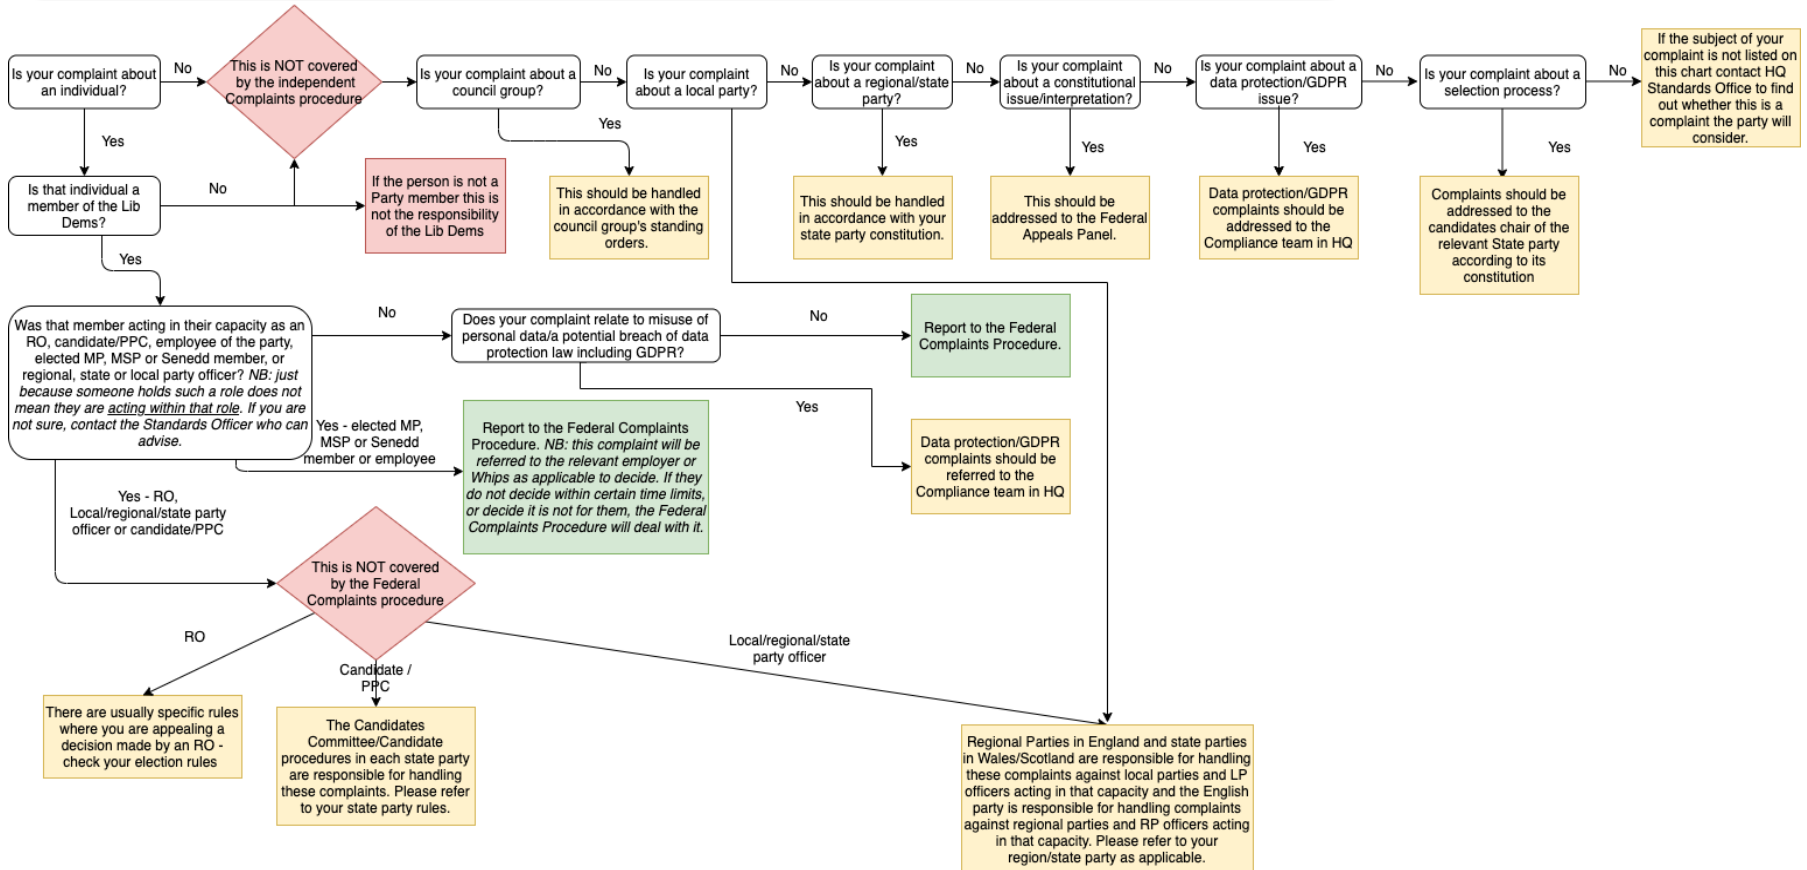 Is your complaint about
an individual?
No
This is NOT covered
by the independent
Complaints procedure
Is your complaint about a
council group?
No
Is your complaint
about a local party?
No
Is your complaint
about a regional/state
party?
No
Is your complaint
about a constitutional
issue/interpretation?
No
Is your complaint about a
data protection/GDPR
issue?
No
Is your complaint about a
selection process?
No
If the subject of your
complaint is not listed on
this chart contact HQ
Standards Office to find
out whether this is a
complaint the party will
consider.
Yes
Yes
Yes
Yes
Yes
Yes
Is that individual a
member of the Lib
Dems?
No
If the person is not a
Party member this is
not the responsibility
of the Lib Dems
This should be handled
in accordance with the
council group's standing
orders.
This should be handled
in accordance with your
state party constitution.
This should be
addressed to the Federal
Appeals Panel.
Data protection/GDPR
complaints should be
addressed to the
Compliance team in HQ
Complaints should be
addressed to the
candidates chair of the
relevant State party
according to its
constitution
Yes
Was that member acting in their capacity as an
RO, candidate/PPC, employee of the party,
elected MP, MSP or Senedd member, or
regional, state or local party officer? NB: just
because someone holds such a role does not
mean they are acting within that role. If you are
not sure, contact the Standards Officer who can
advise.
No
Does your complaint relate to misuse of
personal data/a potential breach of data
protection law including GDPR?
No
Report to the Federal
Complaints Procedure.
Yes
Data protection/GDPR
complaints should be
referred to the
Compliance team in HQ
Yes - elected MP,
MSP or Senedd
member or employee
Report to the Federal Complaints
Procedure. NB: this complaint will be
referred to the relevant employer or
Whips as applicable to decide. If they
do not decide within certain time limits,
or decide it is not for them, the Federal
Complaints Procedure will deal with it.
Yes - RO,
Local/regional/state party
officer or candidate/PPC
This is NOT covered
by the Federal
Complaints procedure
RO
Candidate /
PPC
Local/regional/state
party officer
There are usually specific rules
where you are appealing a
decision made by an RO -
check your election rules
The Candidates
Committee/Candidate
procedures in each state party
are responsible for handling
these complaints. Please refer
to your state party rules.
Regional Parties in England and state parties
in Wales/Scotland are responsible for handling
these complaints against local parties and LP
officers acting in that capacity and the English
party is responsible for handling complaints
against regional parties and RP officers acting
in that capacity. Please refer to your
region/state party as applicable.